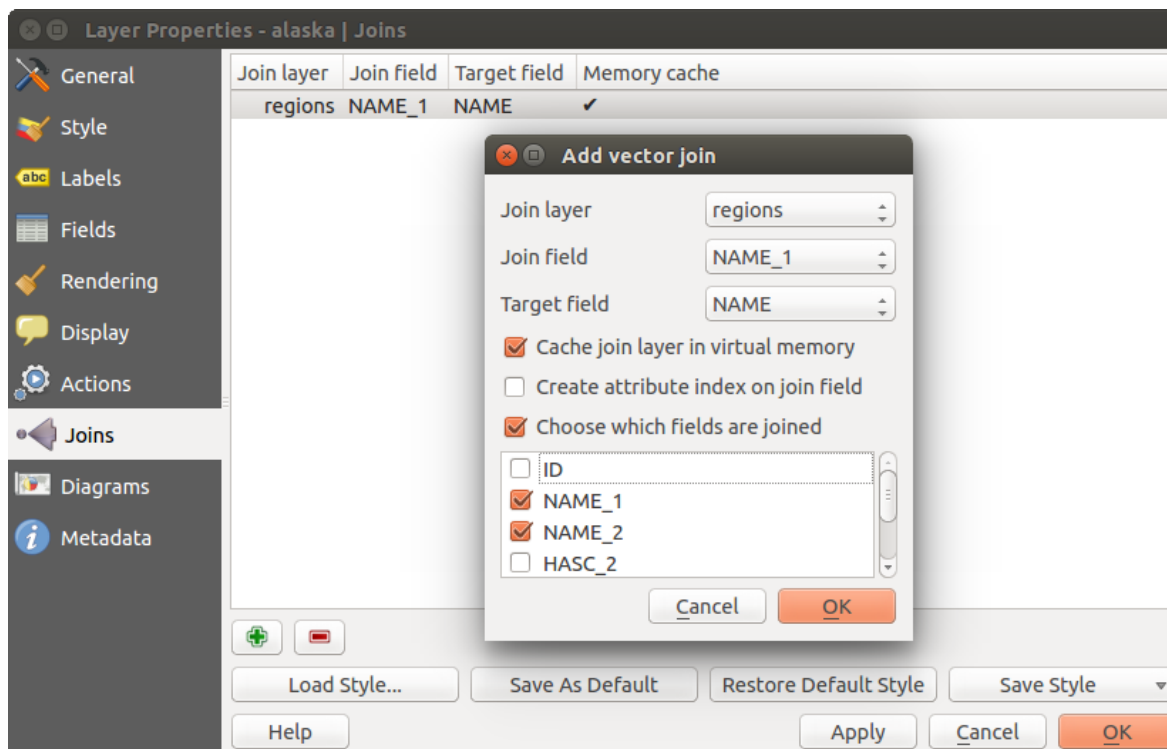 Layer Properties - alaska | Joins
General
Style
abc Labels
Fields
Rendering
Display
Actions
Joins
Diagrams
Metadata
Join layer Join field Target field Memory cache
regions NAME_1 NAME ✔
Add vector join
Join layer regions
Join field NAME_1
Target field NAME
Cache join layer in virtual memory
Create attribute index on join field
Choose which fields are joined
ID
NAME_1
NAME_2
HASC_2
Cancel OK
Load Style... Save As Default Restore Default Style Save Style
Help Apply Cancel OK